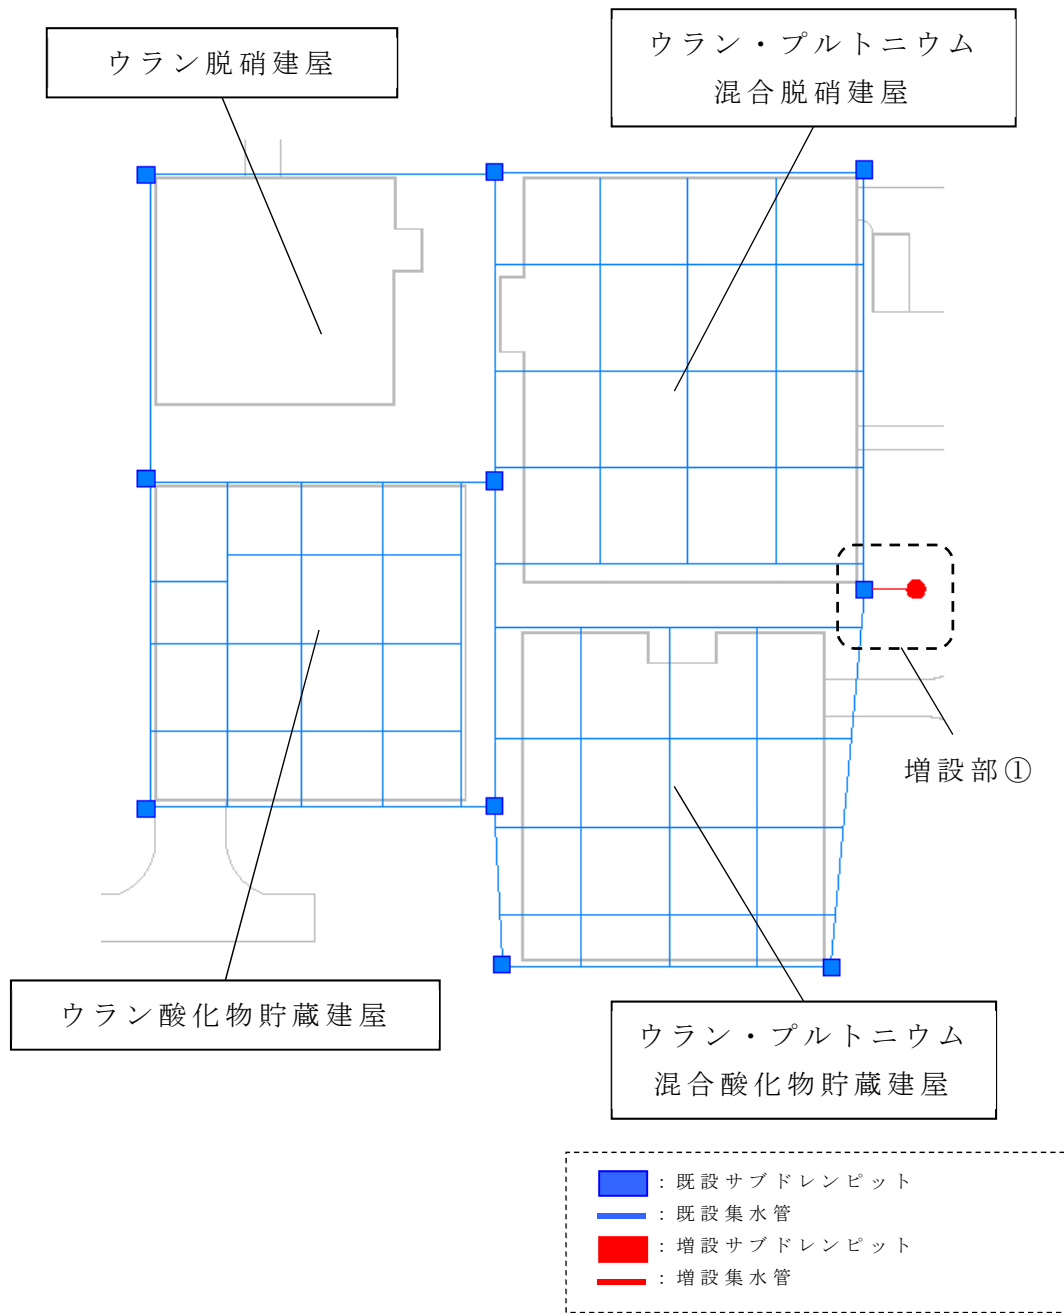 ウラン脱硝建屋
ウラン・プルトニウム
混合脱硝建屋
増設部①
ウラン酸化物貯蔵建屋
ウラン・プルトニウム
混合酸化物貯蔵建屋
：既設サブドレンピット
：既設集水管
：増設サブドレンピット
：増設集水管